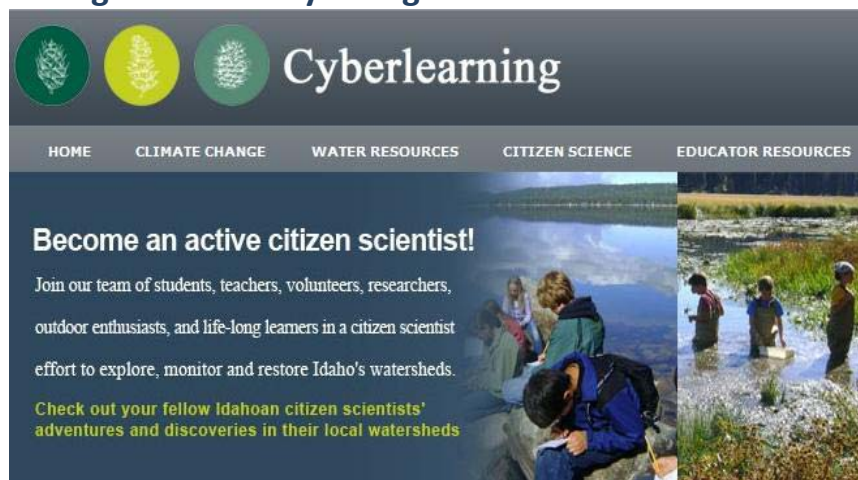 Cyberlearning
HOME CLIMATE CHANGE WATER RESOURCES CITIZEN SCIENCE EDUCATOR RESOURCES
Become an active citizen scientist!
Join our team of students, teachers, volunteers, researchers,
outdoor enthusiasts, and life-long learners in a citizen scientist
effort to explore, monitor and restore Idaho's watersheds.
Check out your fellow Idahoan citizen scientists'
adventures and discoveries in their local watersheds